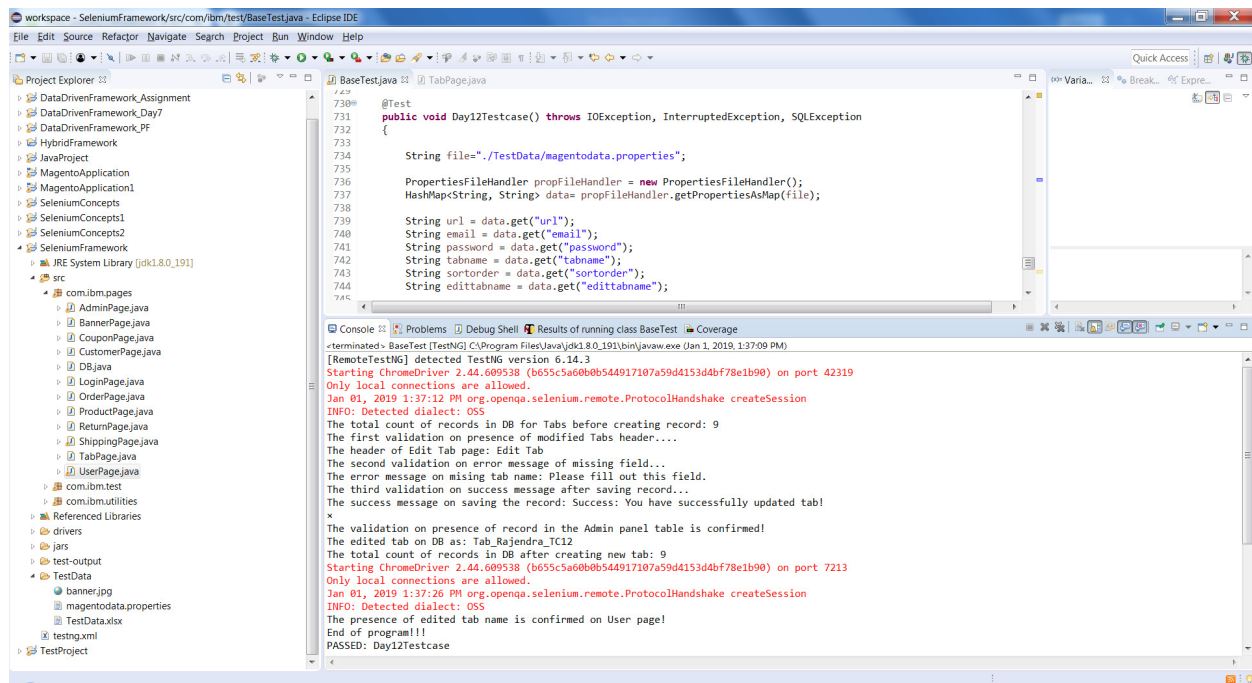 workspace - SeleniumFramework/src/com/ibm/test/BaseTest.java - Eclipse IDE
File Edit Source Refactor Navigate Search Project Run Window Help
Quick Access
Project Explorer
DataDrivenFramework_Assignment
DataDrivenFramework_Day7
DataDrivenFramework_PF
HybridFramework
JavaProject
MagentoApplication
MagentoApplication1
SeleniumConcepts
SeleniumConcepts1
SeleniumConcepts2
SeleniumFramework
JRE System Library [jdk1.8.0_191]
src
com.ibm.pages
AdminPage.java
BannerPage.java
CouponPage.java
CustomerPage.java
DB.java
LoginPage.java
OrderPage.java
ProductPage.java
ReturnPage.java
ShippingPage.java
TabPage.java
UserPage.java
com.ibm.test
com.ibm.utilities
Referenced Libraries
drivers
jars
test-output
TestData
banner.jpg
magentodata.properties
TestData.xlsx
testng.xml
TestProject
BaseTest.java TabPage.java
729
730 @Test
731 public void Day12Testcase() throws IOException, InterruptedException, SQLException
732 {
733
734 String file="./TestData/magentodata.properties";
735
736 PropertiesFileHandler propFileHandler = new PropertiesFileHandler();
737 HashMap<String, String> data= propFileHandler.getPropertiesAsMap(file);
738
739 String url = data.get("url");
740 String email = data.get("email");
741 String password = data.get("password");
742 String tabname = data.get("tabname");
743 String sortorder = data.get("sortorder");
744 String edittabname = data.get("edittabname");
745
(x)= Varia... Break... Expre...
Console Problems Debug Shell Results of running class BaseTest Coverage
<terminated> BaseTest [TestNG] C:\Program Files\Java\jdk1.8.0_191\bin\javaw.exe (Jan 1, 2019, 1:37:09 PM)
[RemoteTestNG] detected TestNG version 6.14.3
Starting ChromeDriver 2.44.609538 (b655c5a60b0b544917107a59d4153d4bf78e1b90) on port 42319
Only local connections are allowed.
Jan 01, 2019 1:37:12 PM org.openqa.selenium.remote.ProtocolHandshake createSession
INFO: Detected dialect: OSS
The total count of records in DB for Tabs before creating record: 9
The first validation on presence of modified Tabs header....
The header of Edit Tab page: Edit Tab
The second validation on error message of missing field...
The error message on mising tab name: Please fill out this field.
The third validation on success message after saving record...
The success message on saving the record: Success: You have successfully updated tab!
×
The validation on presence of record in the Admin panel table is confirmed!
The edited tab on DB as: Tab_Rajendra_TC12
The total count of records in DB after creating new tab: 9
Starting ChromeDriver 2.44.609538 (b655c5a60b0b544917107a59d4153d4bf78e1b90) on port 7213
Only local connections are allowed.
Jan 01, 2019 1:37:26 PM org.openqa.selenium.remote.ProtocolHandshake createSession
INFO: Detected dialect: OSS
The presence of edited tab name is confirmed on User page!
End of program!!!
PASSED: Day12Testcase